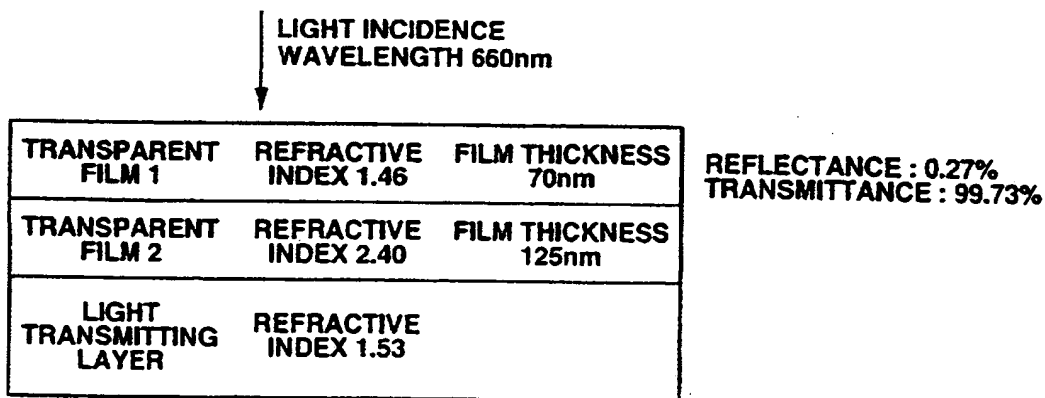 LIGHT INCIDENCE
WAVELENGTH 660nm
TRANSPARENT FILM 1
REFRACTIVE INDEX 1.46
FILM THICKNESS 70nm
REFLECTANCE : 0.27%
TRANSMITTANCE : 99.73%
TRANSPARENT FILM 2
REFRACTIVE INDEX 2.40
FILM THICKNESS 125nm
LIGHT TRANSMITTING LAYER
REFRACTIVE INDEX 1.53